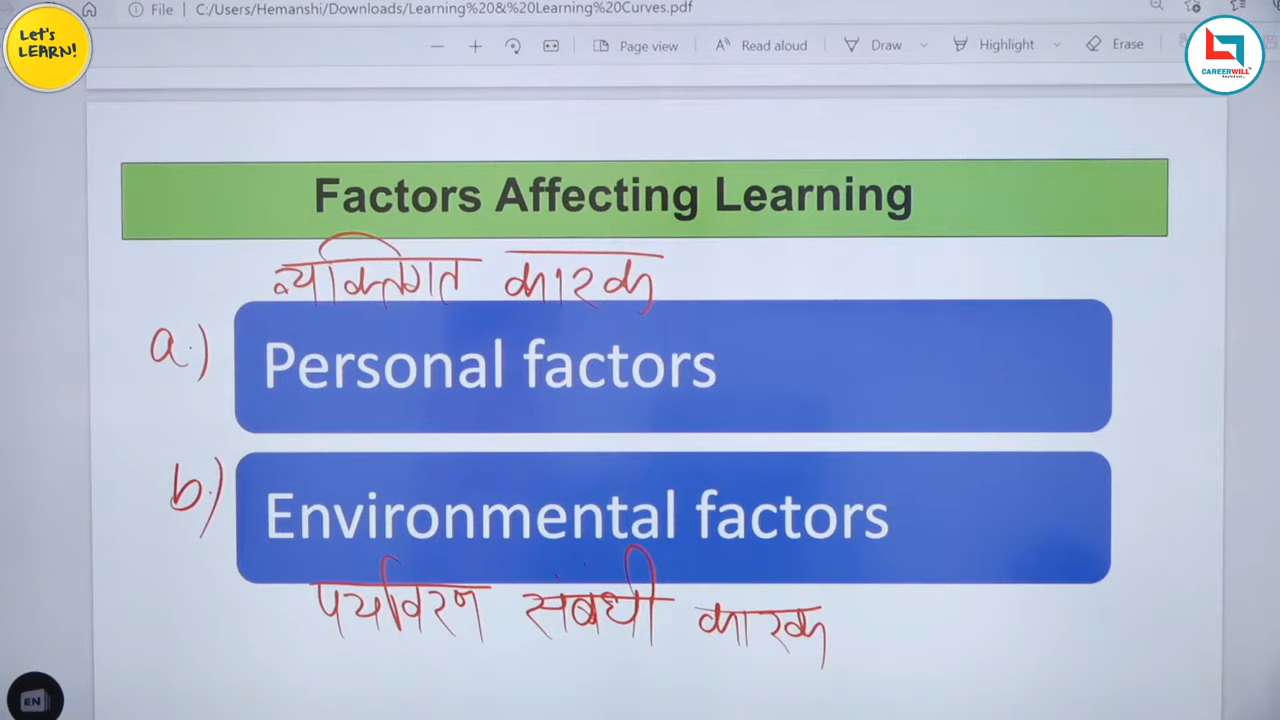 Let's
LEARN!
File | C:/Users/Hemanshi/Downloads/Learning%20&%20Learning%20Curves.pdf
Page view
Read aloud
Draw
Highlight
Erase
CAREERWILL
Factors Affecting Learning
व्यक्तिगत कारक
a.) Personal factors
b.) Environmental factors
पर्यावरण संबंधी कारक
EN